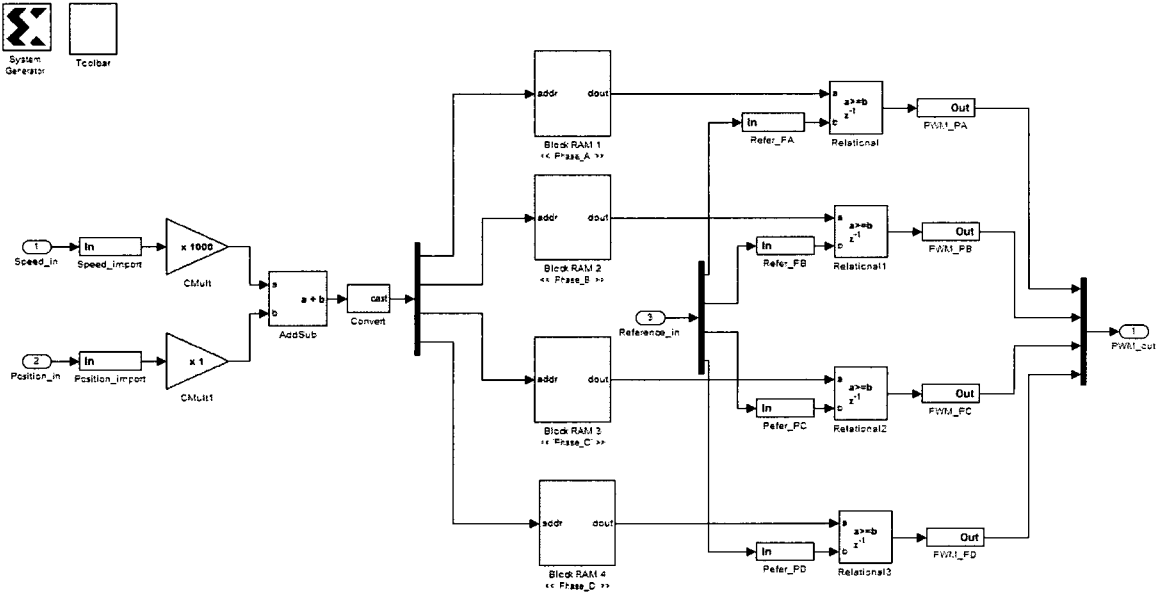 System
Generator
Toolbar
addr
dout
Block RAM 1
<< Phase_A >>
In
Refer_PA
a
b
a>=b
z-1
Relational
Out
PWM_PA
addr
dout
Block RAM 2
<< Phase_B >>
In
Refer_PB
a
b
a>=b
z-1
Relational1
Out
PWM_PB
1
Speed_in
In
Speed_import
x 1000
CMult
2
Position_in
In
Position_import
x 1
CMult1
a
b
a + b
AddSub
cast
Convert
3
Reference_in
1
PWM_out
addr
dout
Block RAM 3
<< Phase_C >>
In
Refer_PC
a
b
a>=b
z-1
Relational2
Out
PWM_PC
addr
dout
Block RAM 4
<< Phase_D >>
In
Refer_PD
a
b
a>=b
z-1
Relational3
Out
PWM_PD